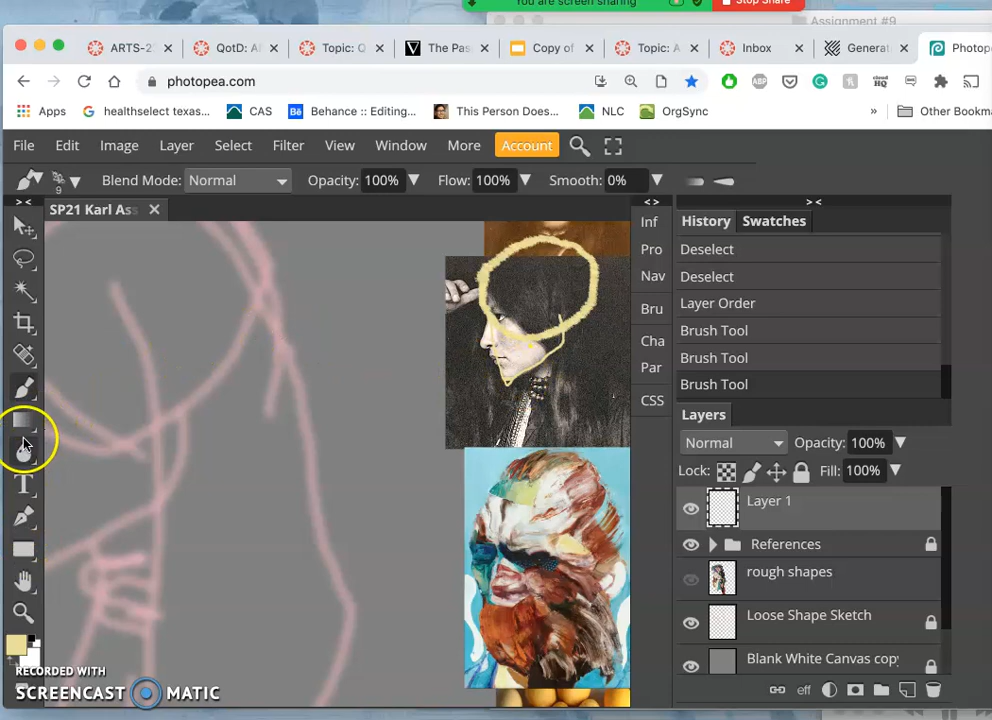 You are screen sharing Stop Share
Assignment #9
ARTS-2 QotD: A Topic: Q The Pas Copy of Topic: A Inbox Generat Photop
photopea.com
Apps healthselect texas... CAS Behance :: Editing... This Person Does... NLC OrgSync » Other Bookm
File Edit Image Layer Select Filter View Window More Account
9 Blend Mode: Normal Opacity: 100% Flow: 100% Smooth: 0%
> < SP21 Karl Ass < > > <
Inf History Swatches
Pro Deselect
Nav Deselect
Bru Layer Order
Cha Brush Tool
Par Brush Tool
CSS Brush Tool
Layers
Normal Opacity: 100%
Lock: Fill: 100%
Layer 1
References
rough shapes
Loose Shape Sketch
Blank White Canvas copy
eff
RECORDED WITH
SCREENCAST MATIC